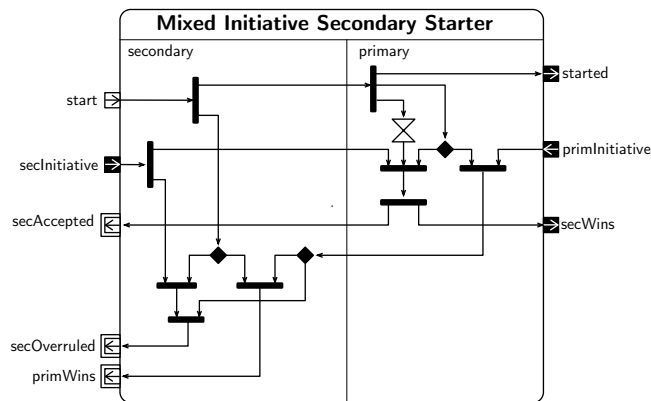 Mixed Initiative Secondary Starter
secondary
primary
started
start
primInitiative
secInitiative
secAccepted
secWins
secOverruled
primWins